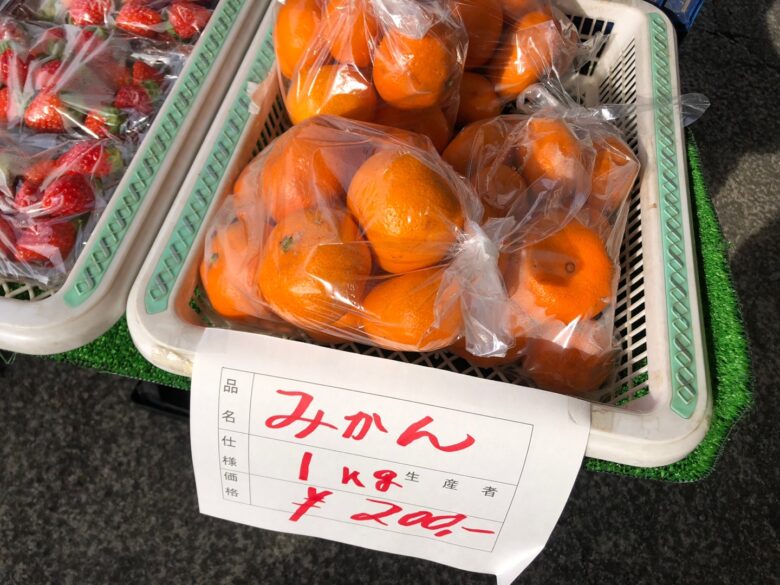 品名 みかん
仕様 1kg 生産者
価格 ¥200,-